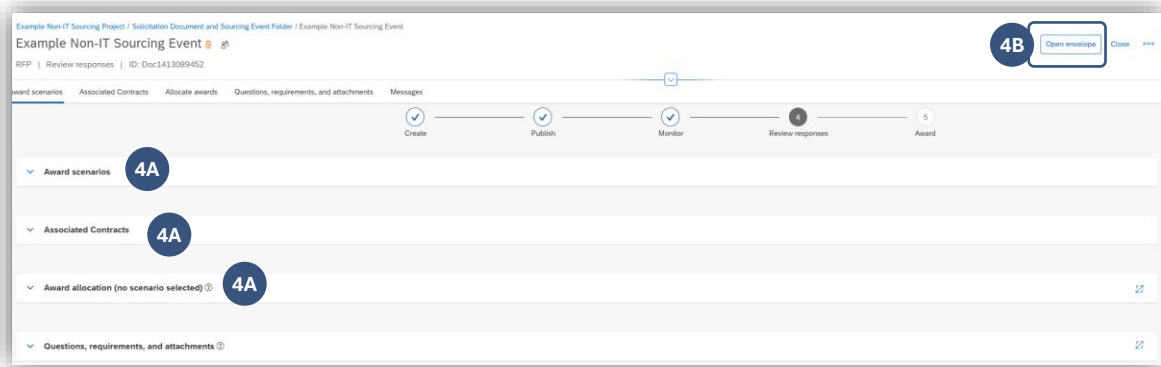 Example Non-IT Sourcing Project / Solicitation Document and Sourcing Event Folder / Example Non-IT Sourcing Event
Example Non-IT Sourcing Event
4B
Open envelope
Close
RFP | Review responses | ID: Doc1413089452
ward scenarios Associated Contracts Allocate awards Questions, requirements, and attachments Messages
4 5
Create Publish Monitor Review responses Award
Award scenarios 4A
Associated Contracts 4A
Award allocation (no scenario selected) ? 4A
Questions, requirements, and attachments ?